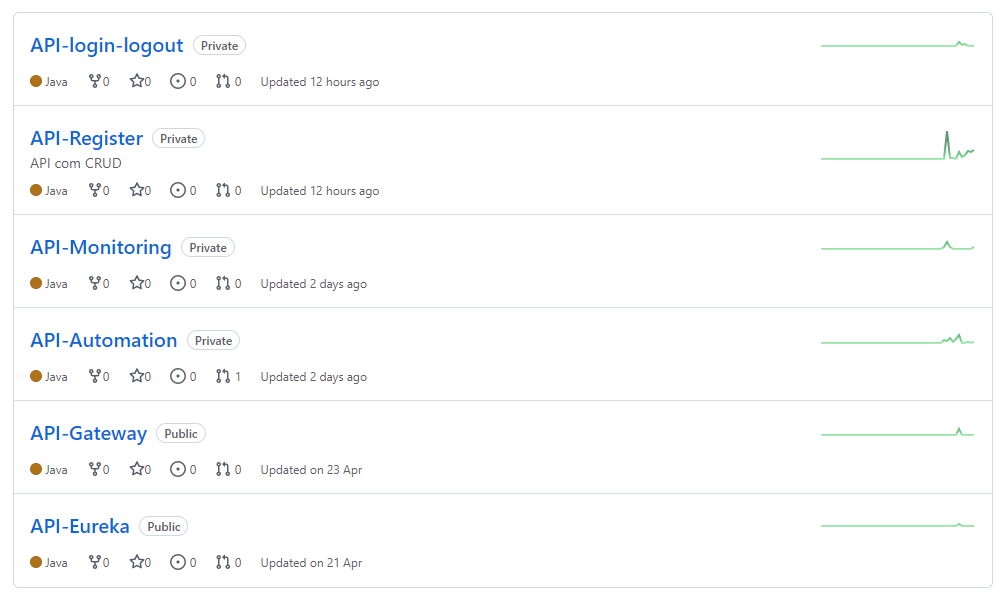 API-login-logout Private
Java 0 0 0 0 Updated 12 hours ago
API-Register Private
API com CRUD
Java 0 0 0 0 Updated 12 hours ago
API-Monitoring Private
Java 0 0 0 0 Updated 2 days ago
API-Automation Private
Java 0 0 0 1 Updated 2 days ago
API-Gateway Public
Java 0 0 0 0 Updated on 23 Apr
API-Eureka Public
Java 0 0 0 0 Updated on 21 Apr